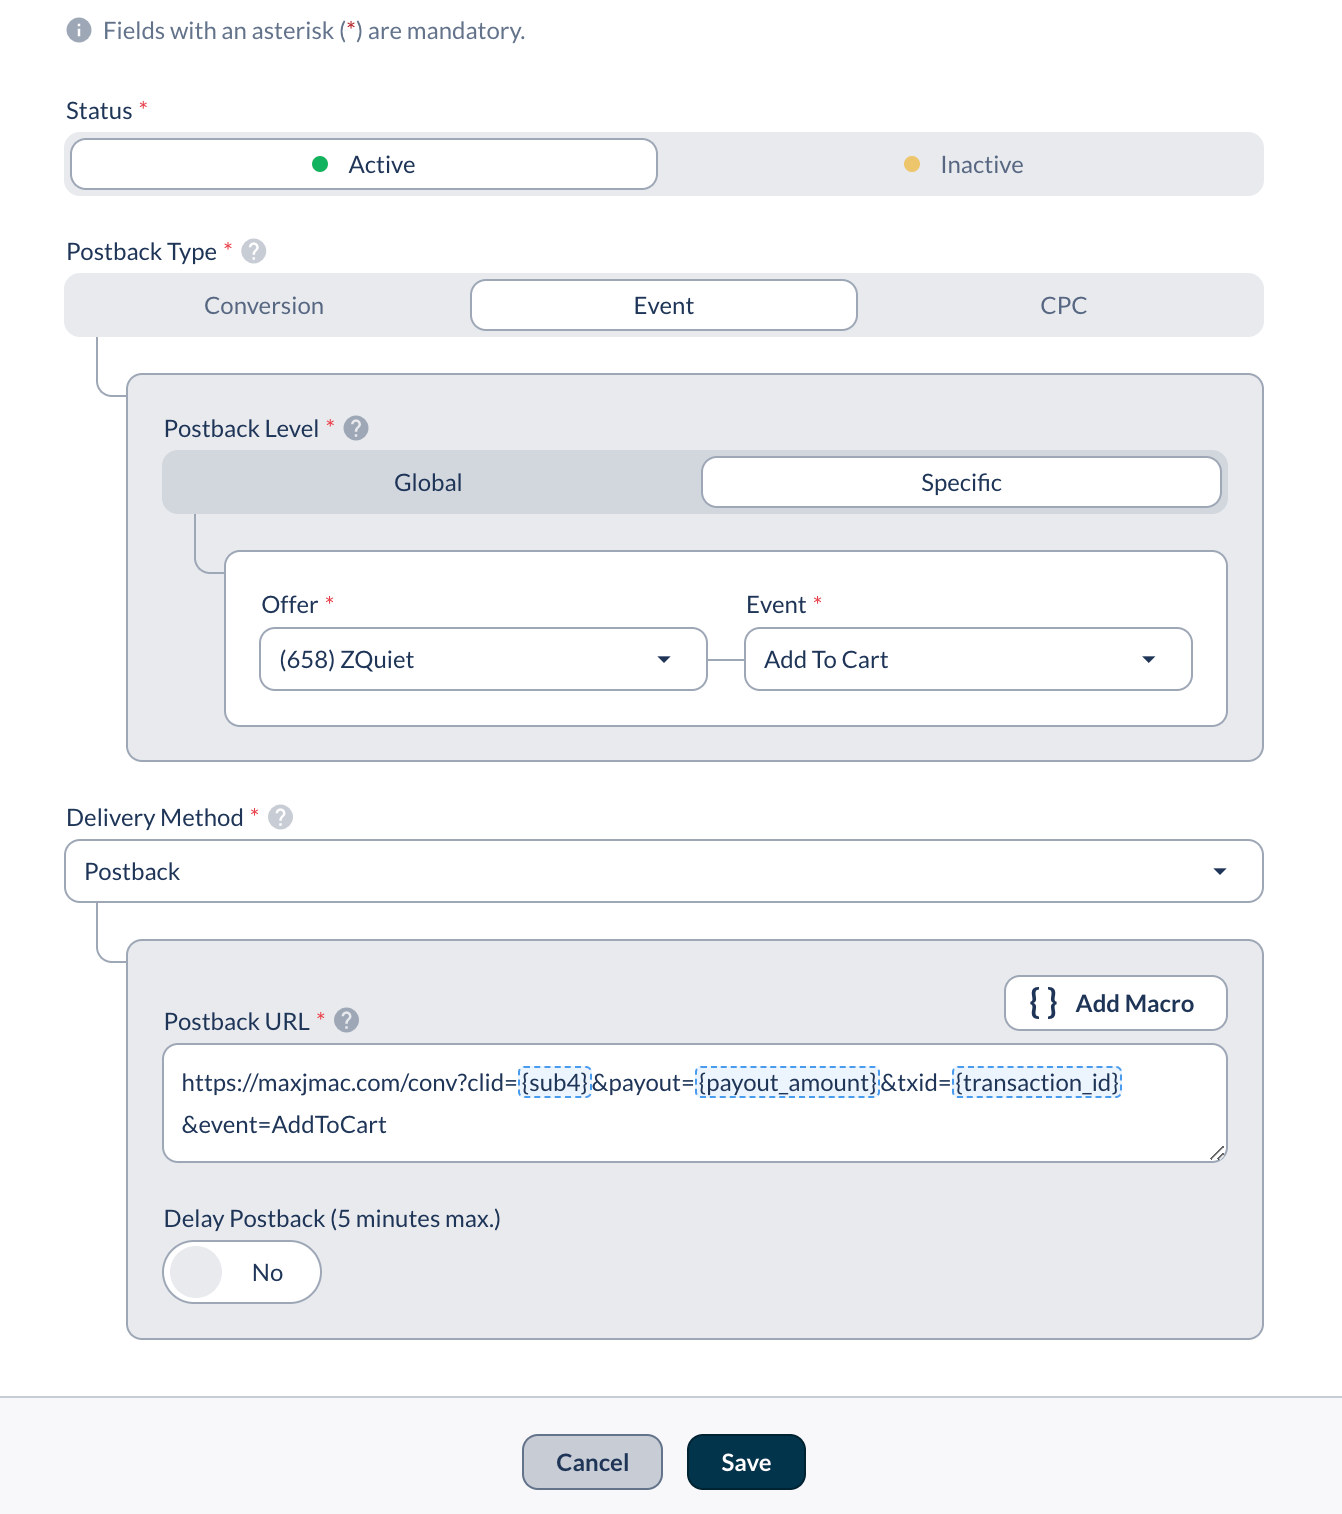 Fields with an asterisk (*) are mandatory.
Status *
Active
Inactive
Postback Type *
Conversion
Event
CPC
Postback Level *
Global
Specific
Offer *
Event *
(658) ZQuiet
Add To Cart
Delivery Method *
Postback
{ } Add Macro
Postback URL *
https://maxjmac.com/conv?clid={sub4}&payout={payout_amount}&txid={transaction_id}
&event=AddToCart
Delay Postback (5 minutes max.)
No
Cancel
Save